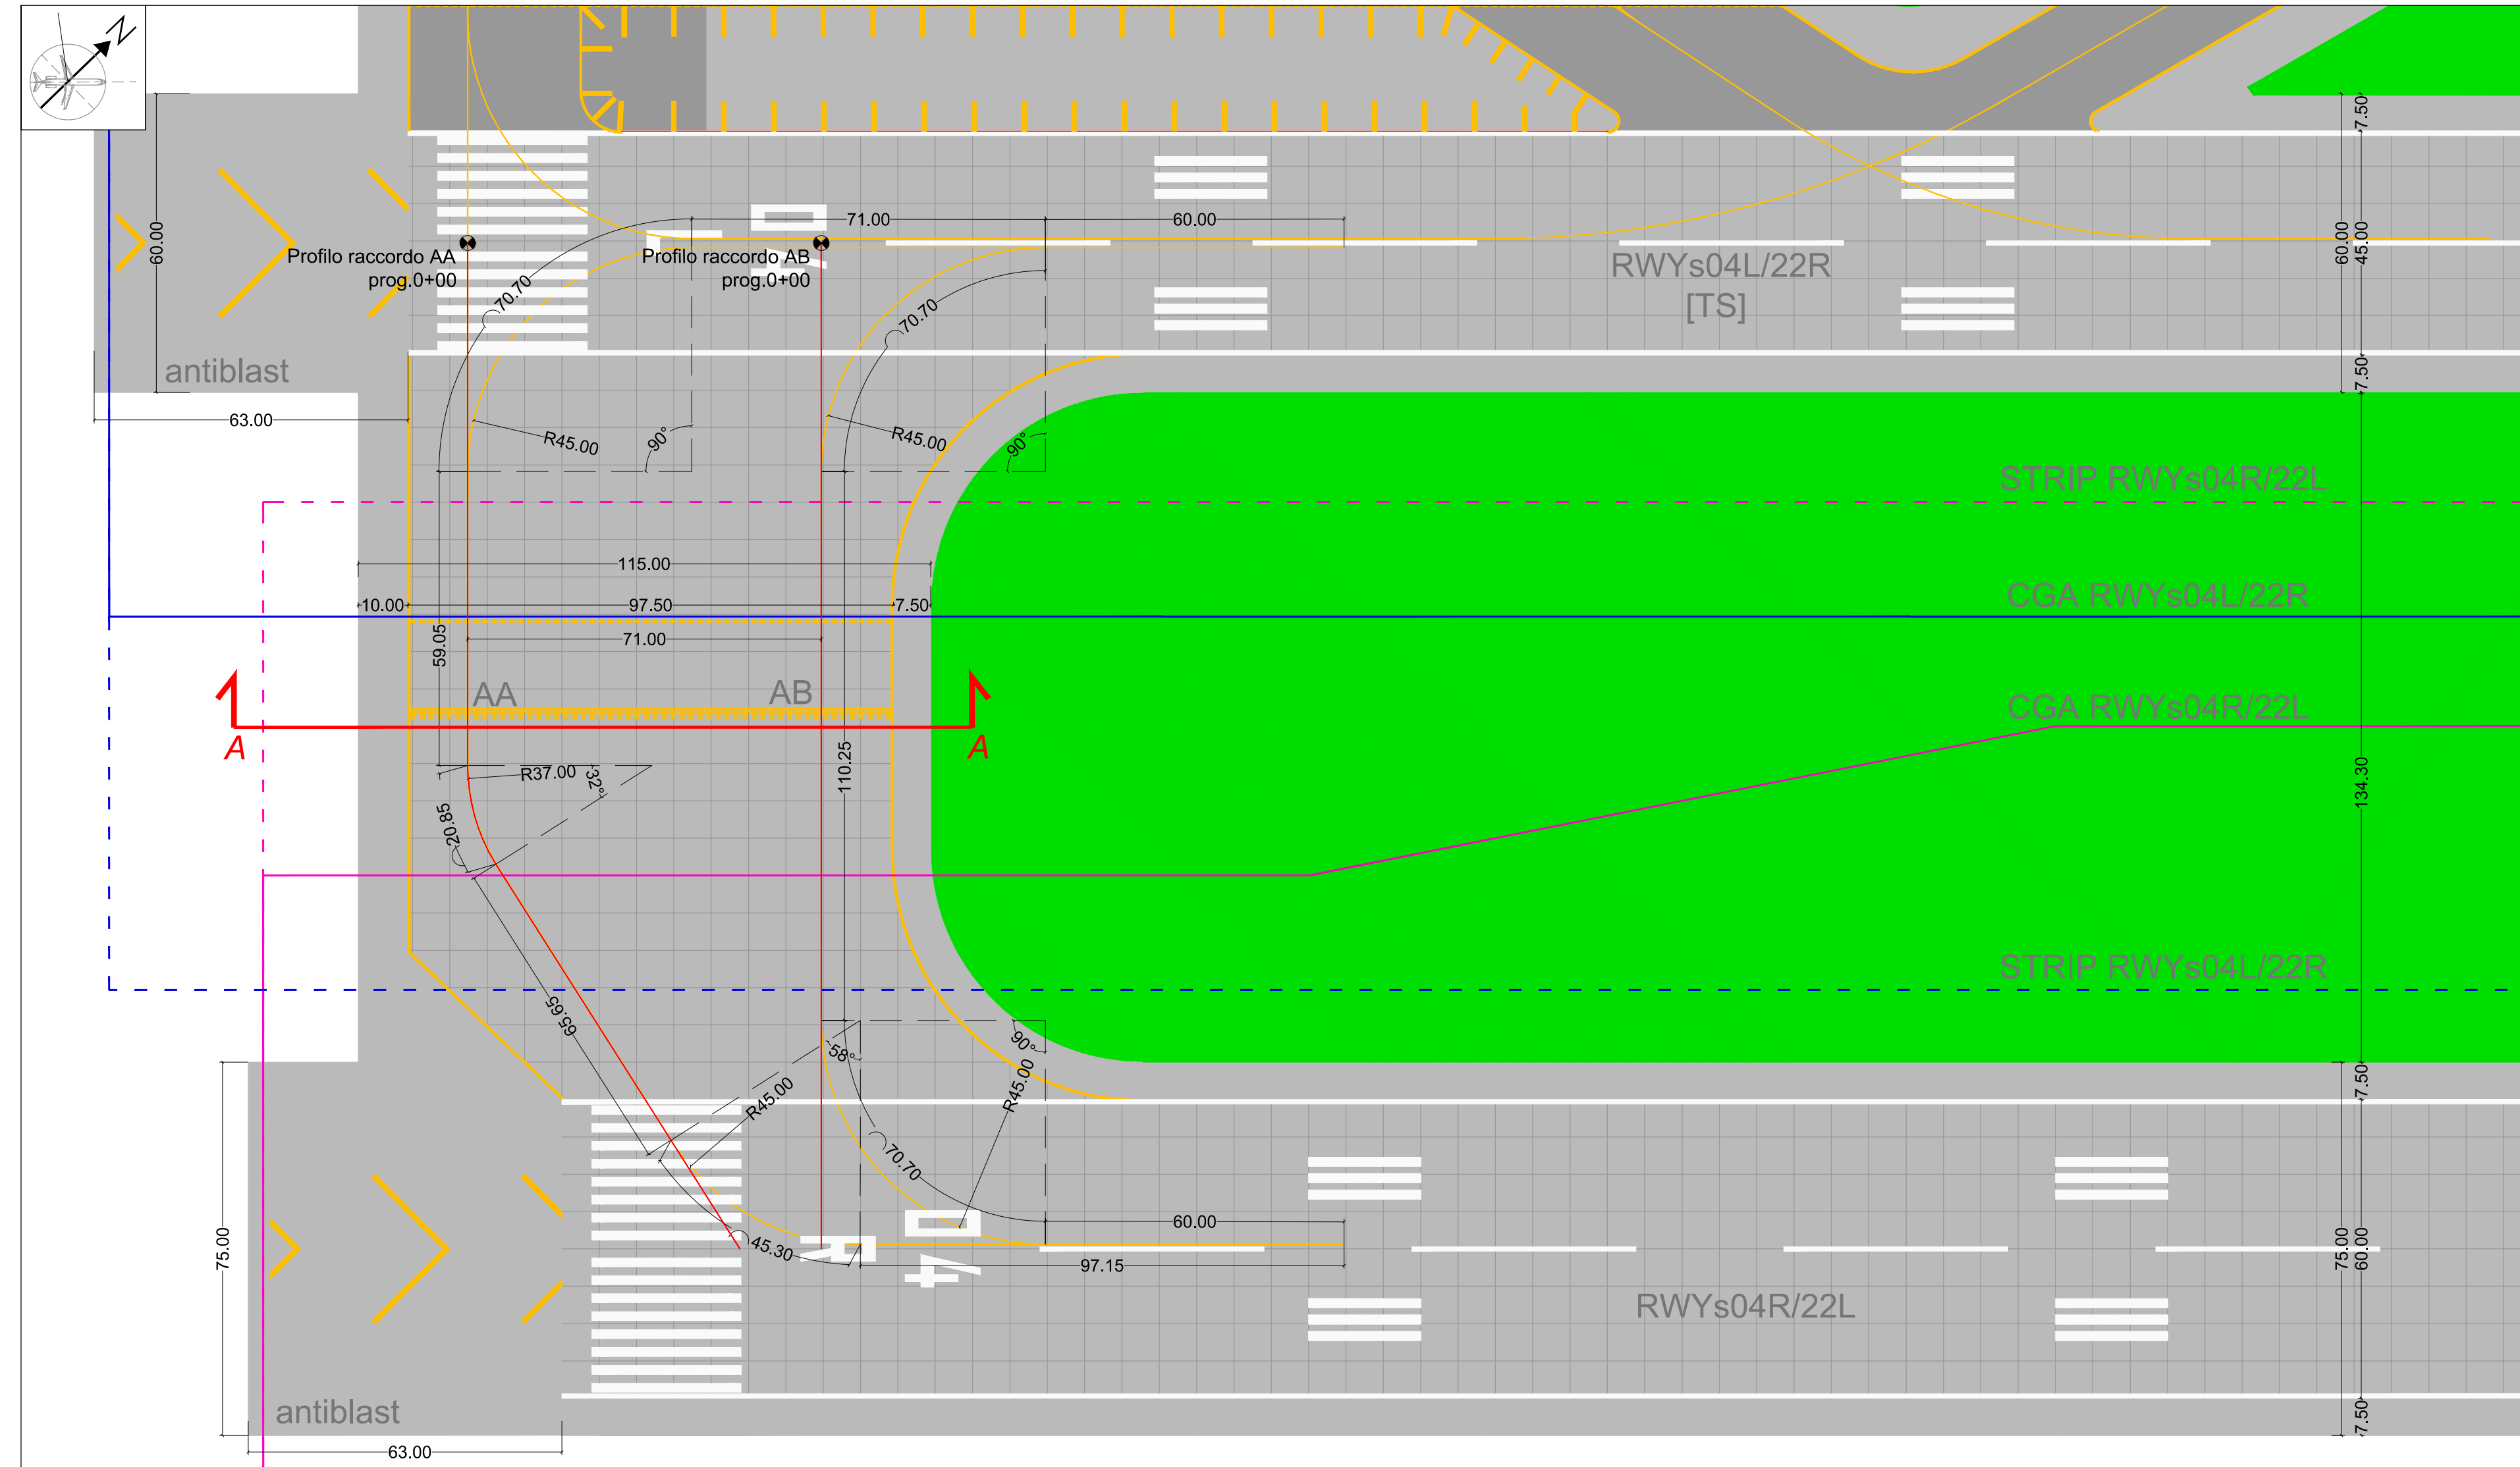 N
7.50
60.00
71.00
60.00
60.00
45.00
Profilo raccordo AA
prog.0+00
Profilo raccordo AB
prog.0+00
04
L
70.70
70.70
RWYs04L/22R
[TS]
antiblast
7.50
63.00
R45.00
90°
R45.00
90°
STRIP RWYs04R/22L
115.00
CGA RWYs04L/22R
10.00
97.50
7.50
59.05
71.00
AA
AB
CGA RWYs04R/22L
A
A
110.25
134.30
R37.00
32°
20.85
STRIP RWYs04L/22R
65.65
58°
90°
R45.00
R45.00
7.50
70.70
75.00
60.00
04
R
45.30
97.15
75.00
60.00
RWYs04R/22L
antiblast
7.50
63.00